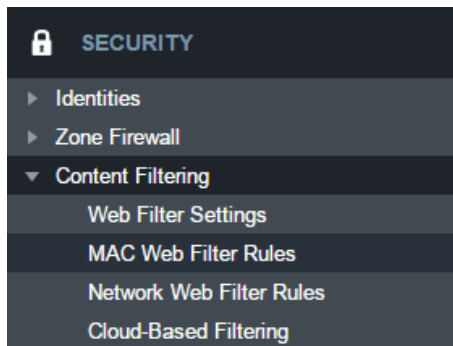 SECURITY
Identities
Zone Firewall
Content Filtering
Web Filter Settings
MAC Web Filter Rules
Network Web Filter Rules
Cloud-Based Filtering